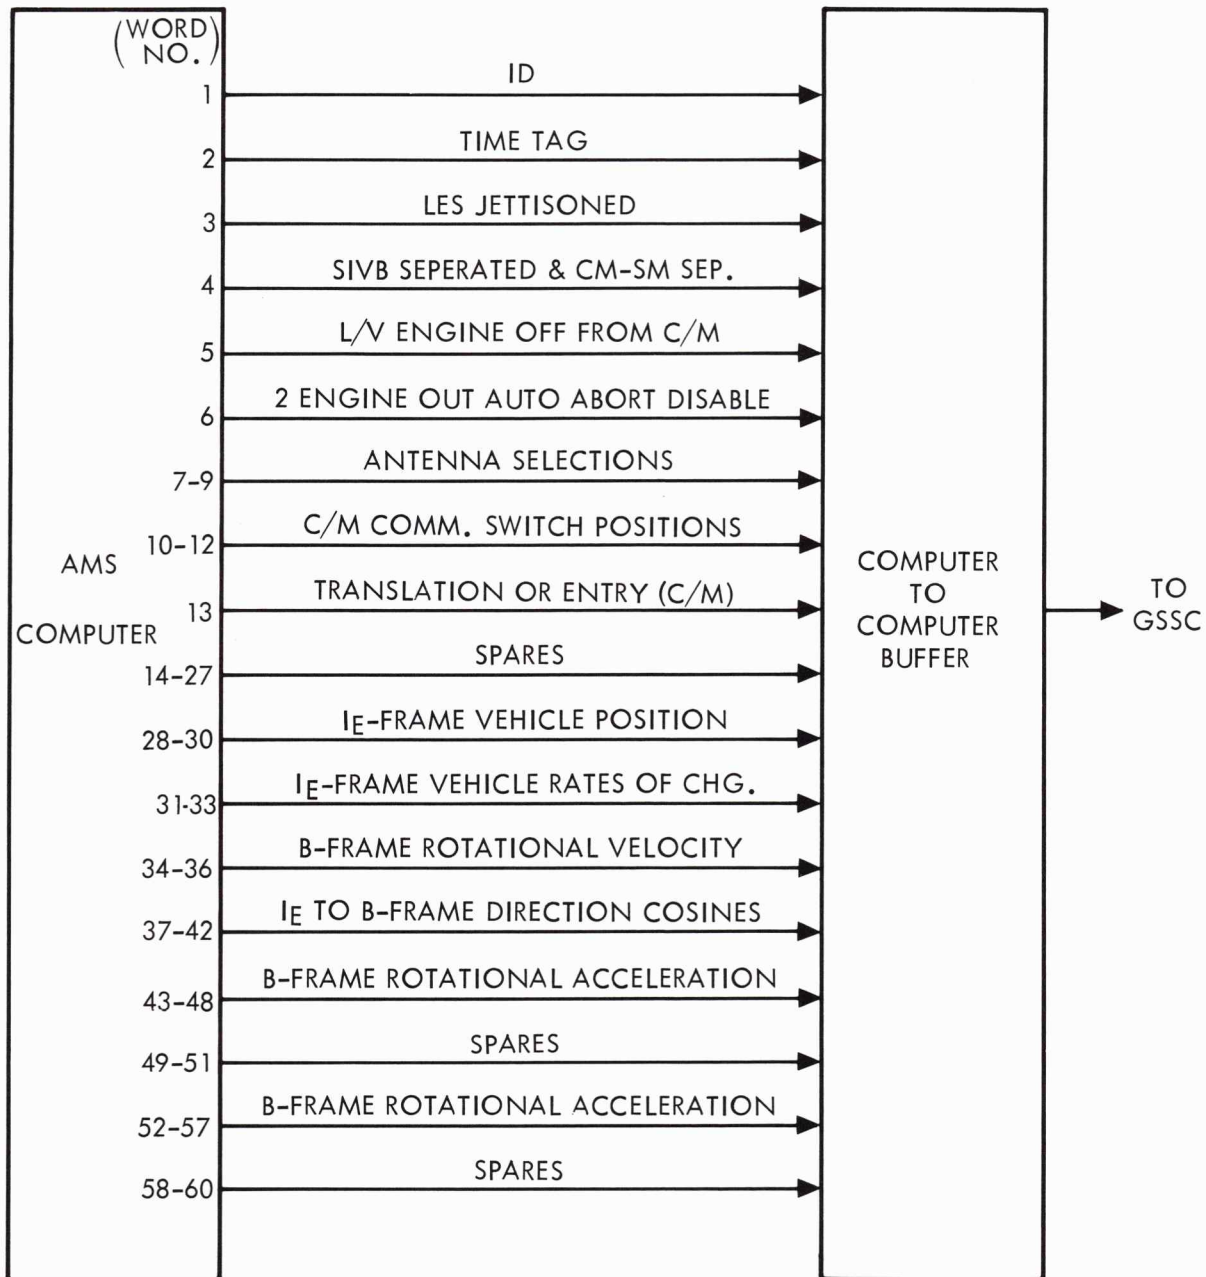 (WORD
NO.)
ID
1
TIME TAG
2
LES JETTISONED
3
SIVB SEPERATED & CM-SM SEP.
4
L/V ENGINE OFF FROM C/M
5
2 ENGINE OUT AUTO ABORT DISABLE
6
ANTENNA SELECTIONS
7-9
C/M COMM. SWITCH POSITIONS
10-12
TRANSLATION OR ENTRY (C/M)
13
SPARES
14-27
IE-FRAME VEHICLE POSITION
28-30
IE-FRAME VEHICLE RATES OF CHG.
31-33
B-FRAME ROTATIONAL VELOCITY
34-36
IE TO B-FRAME DIRECTION COSINES
37-42
B-FRAME ROTATIONAL ACCELERATION
43-48
SPARES
49-51
B-FRAME ROTATIONAL ACCELERATION
52-57
SPARES
58-60
AMS
COMPUTER
COMPUTER
TO
COMPUTER
BUFFER
TO
GSSC